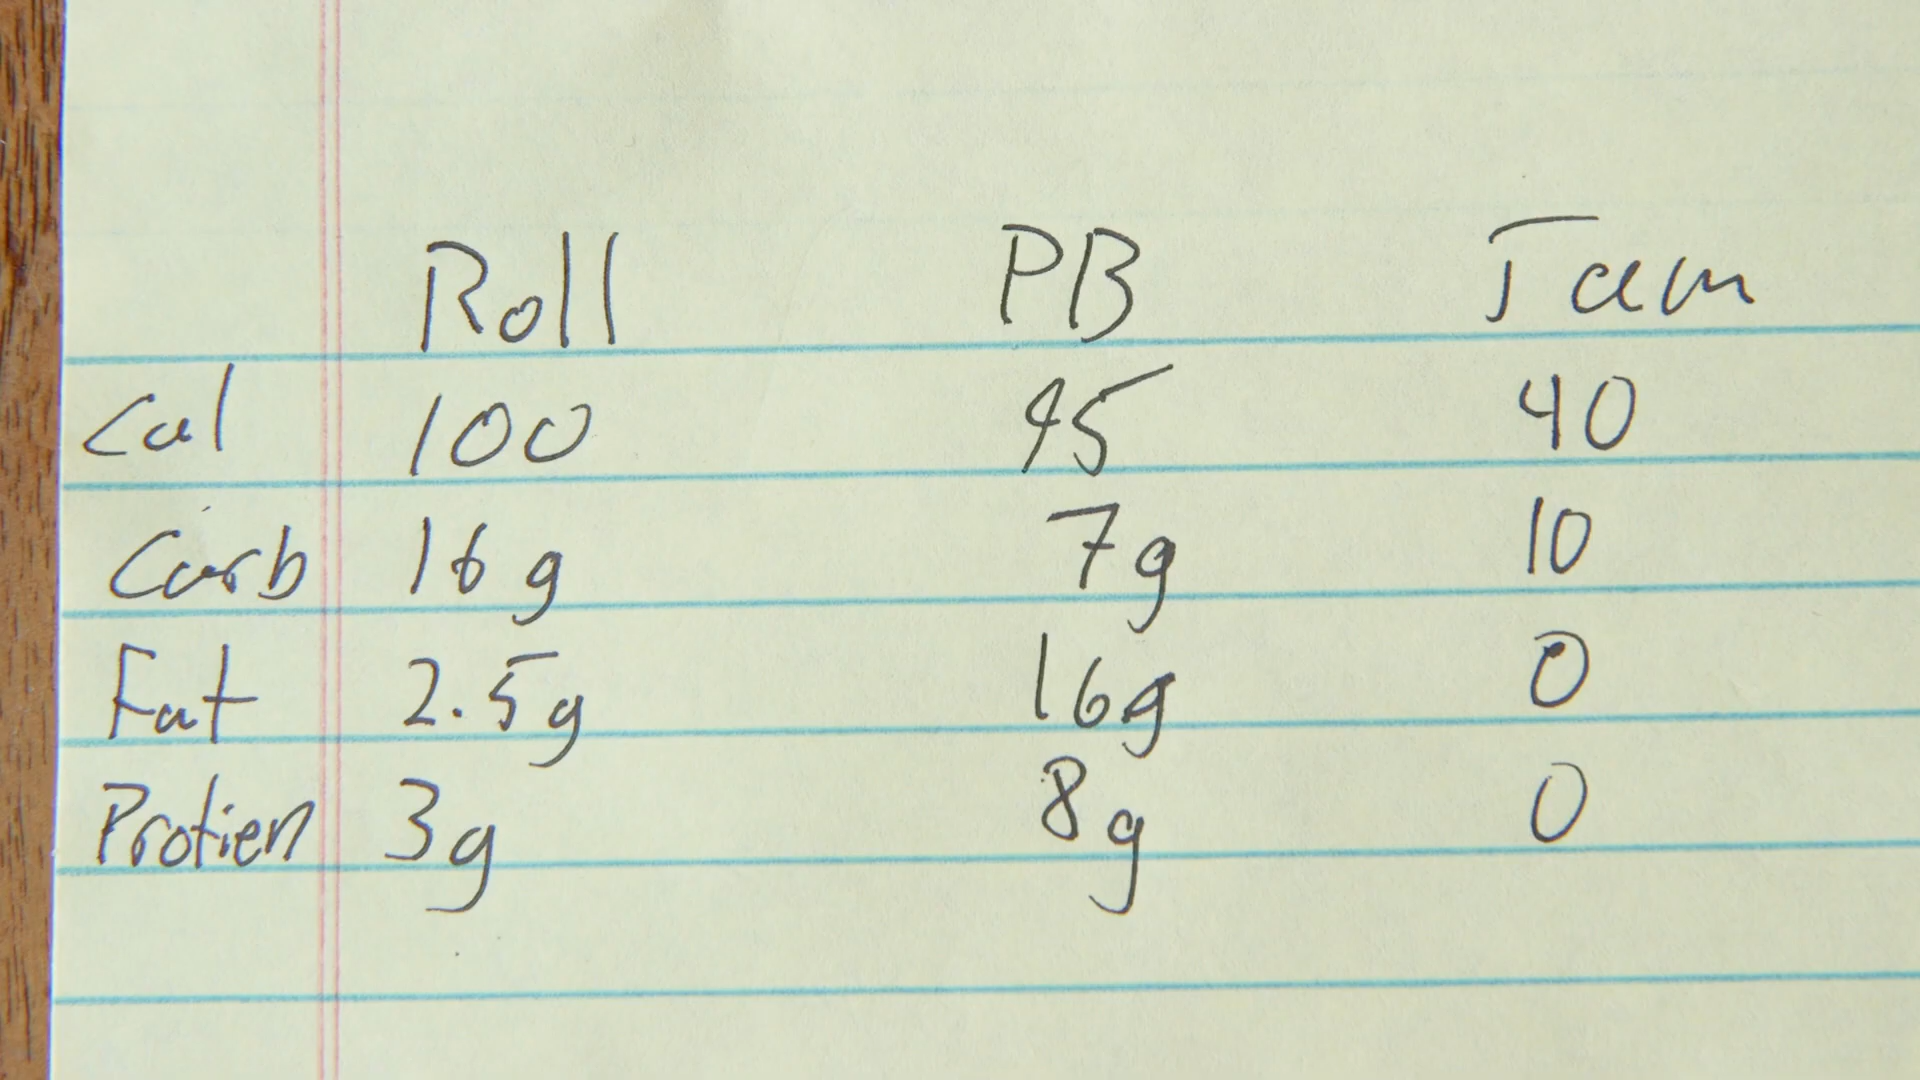 Roll PB Jam
Cal 100 95 40
Carb 16g 7g 10
Fat 2.5g 16g 0
Protien 3g 8g 0